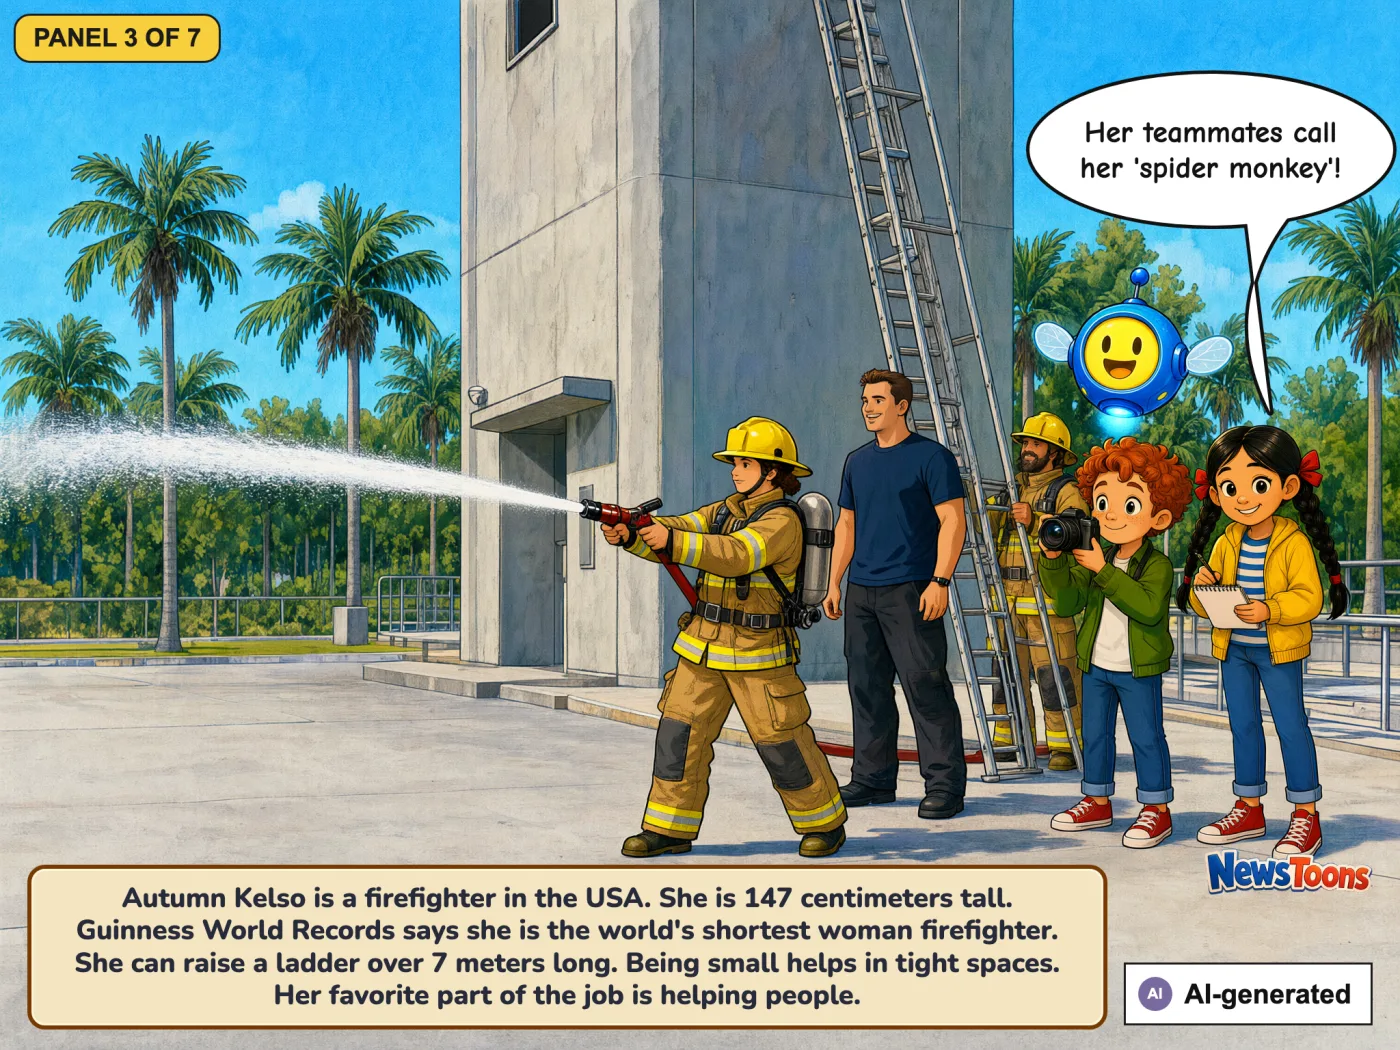 PANEL 3 OF 7
Her teammates call
her 'spider monkey'!
NewsToons
Autumn Kelso is a firefighter in the USA. She is 147 centimeters tall.
Guinness World Records says she is the world's shortest woman firefighter.
She can raise a ladder over 7 meters long. Being small helps in tight spaces.
Her favorite part of the job is helping people.
AI AI-generated